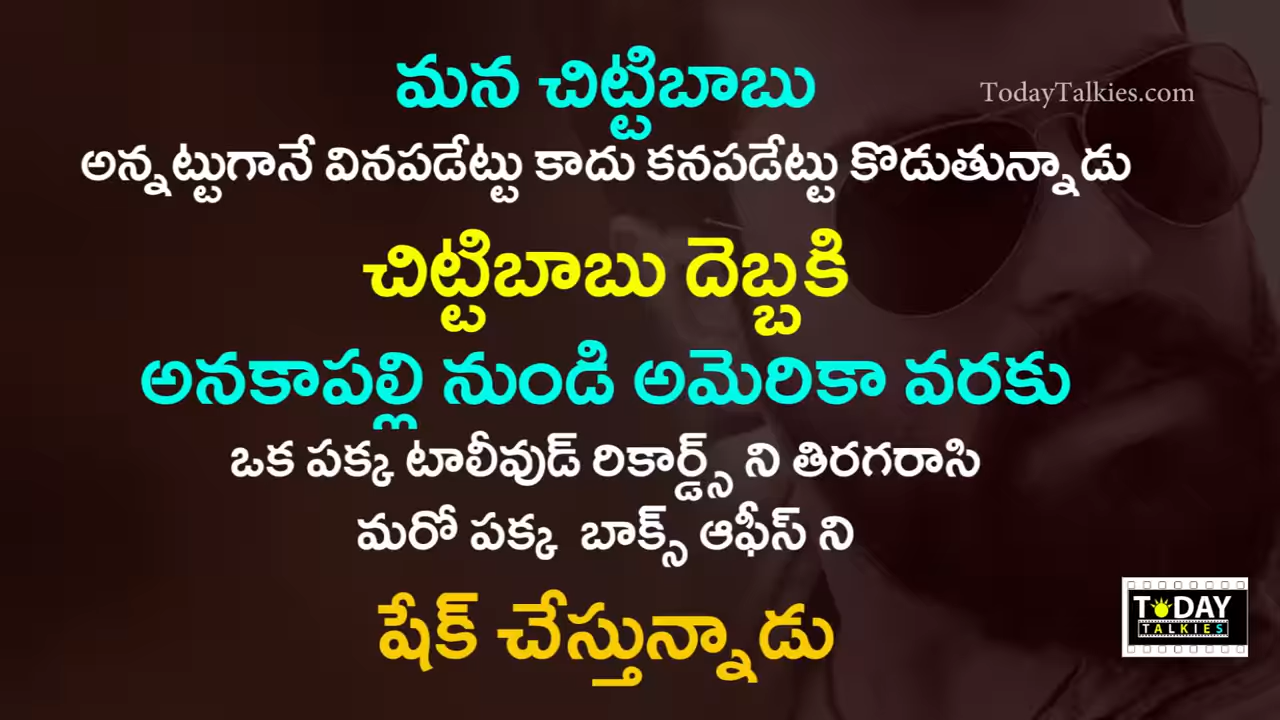 మన చిట్టిబాబు
TodayTalkies.com
అన్నట్టుగానే వినపడేట్టు కాదు కనపడేట్టు కొడుతున్నాడు
చిట్టిబాబు దెబ్బకి
అనకాపల్లి నుండి అమెరికా వరకు
ఒక పక్క టాలీవుడ్ రికార్డ్స్ ని తిరగరాసి
మరో పక్క బాక్స్ ఆఫీస్ ని
షేక్ చేస్తున్నాడు
TODAY
TALKIES